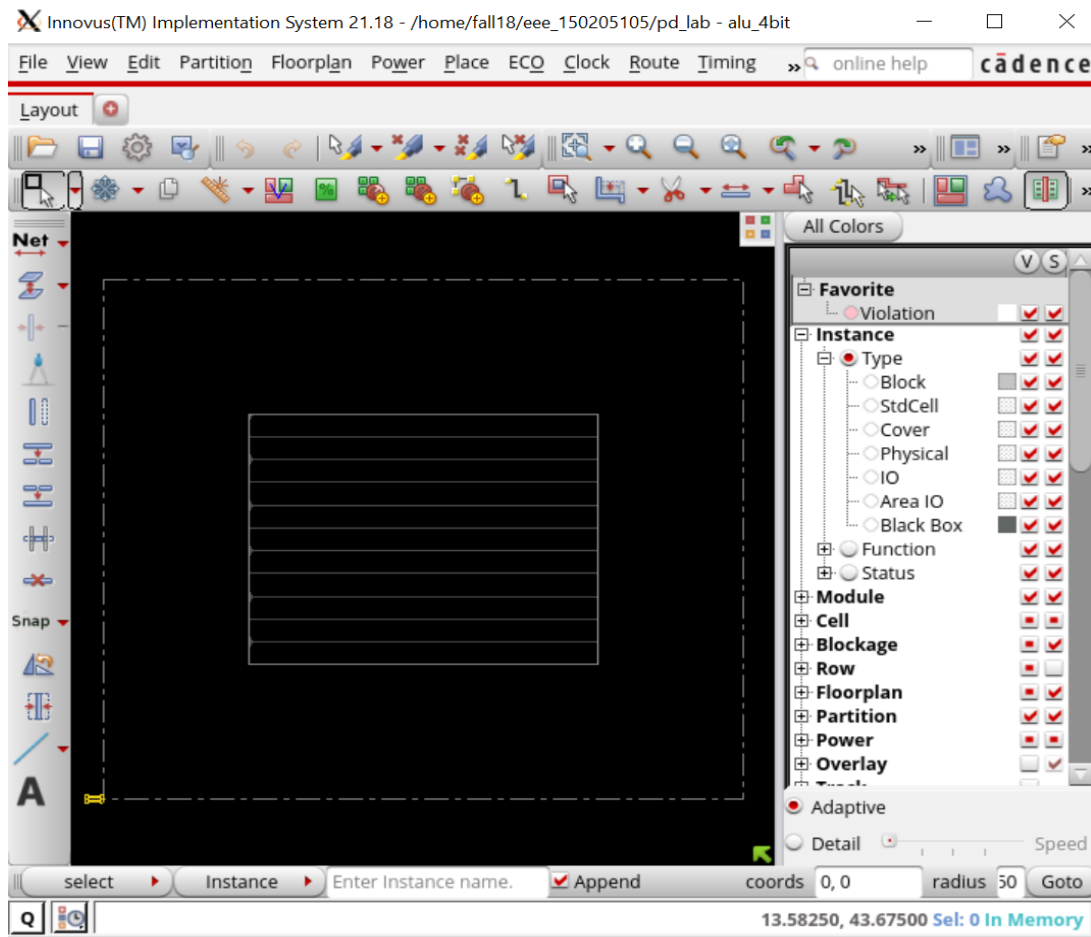 Innovus(TM) Implementation System 21.18 - /home/fall18/eee_150205105/pd_lab - alu_4bit
File View Edit Partition Floorplan Power Place ECO Clock Route Timing » online help cādence
Layout
Net
Snap
A
All Colors
V S
Favorite
Violation
Instance
Type
Block
StdCell
Cover
Physical
IO
Area IO
Black Box
Function
Status
Module
Cell
Blockage
Row
Floorplan
Partition
Power
Overlay
Track
Adaptive
Detail Speed
select Instance Enter Instance name. Append coords 0, 0 radius 50 Goto
Q 13.58250, 43.67500 Sel: 0 In Memory